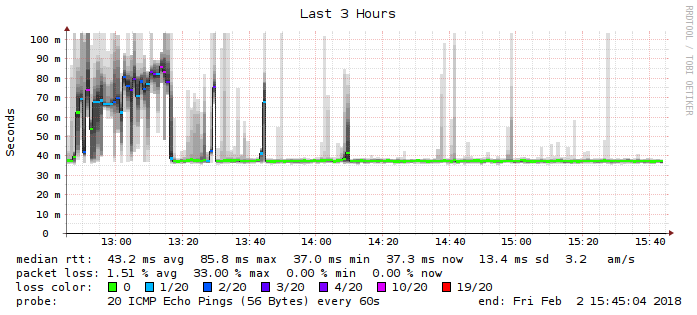 Last 3 Hours
RRDTOOL / TOBI OETIKER
Seconds
100 m
90 m
80 m
70 m
60 m
50 m
40 m
30 m
20 m
10 m
0
13:00 13:20 13:40 14:00 14:20 14:40 15:00 15:20 15:40
median rtt: 43.2 ms avg 85.8 ms max 37.0 ms min 37.3 ms now 13.4 ms sd 3.2 am/s
packet loss: 1.51 % avg 33.00 % max 0.00 % min 0.00 % now
loss color: 0 1/20 2/20 3/20 4/20 10/20 19/20
probe: 20 ICMP Echo Pings (56 Bytes) every 60s end: Fri Feb 2 15:45:04 2018